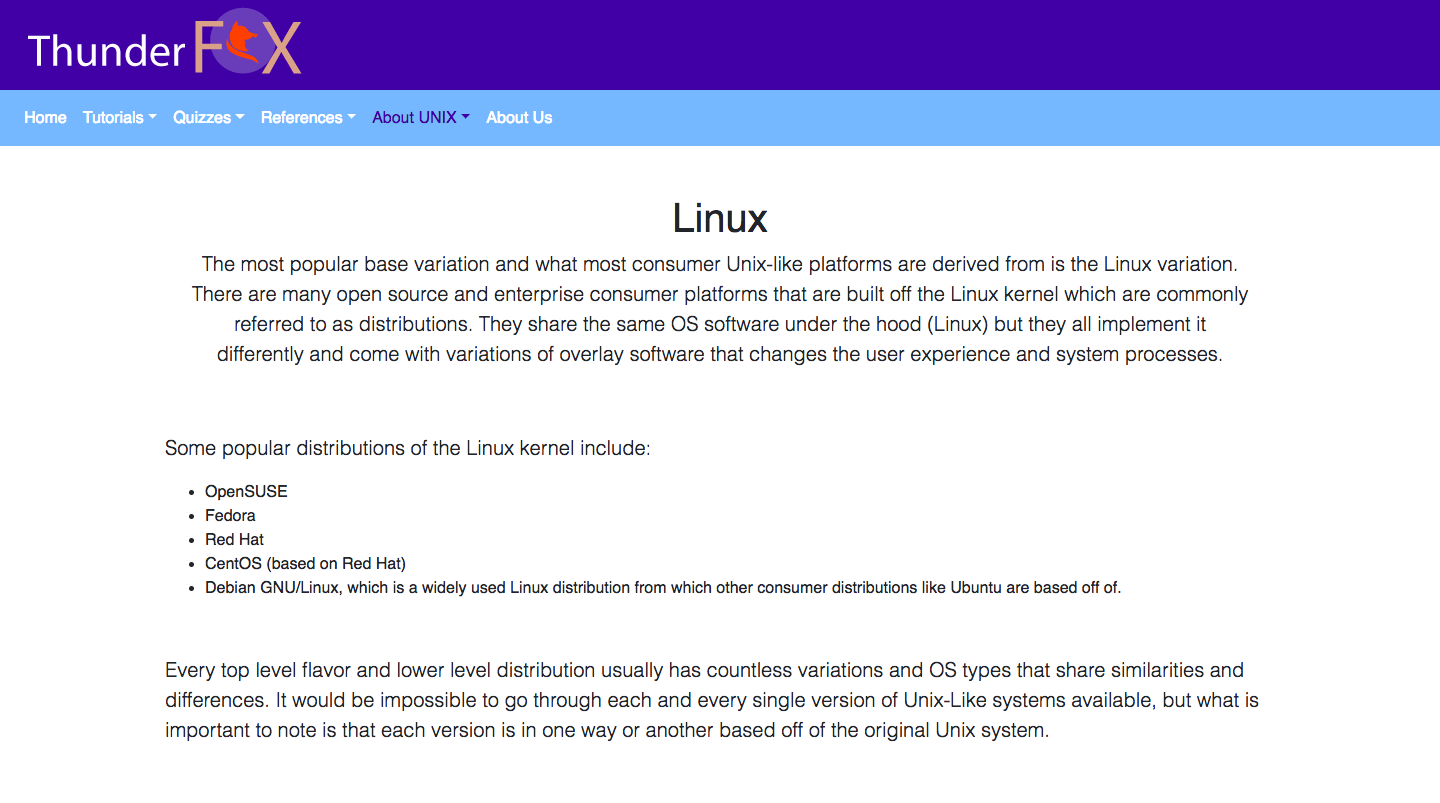 Thunder FOX
Home Tutorials Quizzes References About UNIX About Us
Linux
The most popular base variation and what most consumer Unix-like platforms are derived from is the Linux variation.
There are many open source and enterprise consumer platforms that are built off the Linux kernel which are commonly
referred to as distributions. They share the same OS software under the hood (Linux) but they all implement it
differently and come with variations of overlay software that changes the user experience and system processes.
Some popular distributions of the Linux kernel include:
• OpenSUSE
• Fedora
• Red Hat
• CentOS (based on Red Hat)
• Debian GNU/Linux, which is a widely used Linux distribution from which other consumer distributions like Ubuntu are based off of.
Every top level flavor and lower level distribution usually has countless variations and OS types that share similarities and
differences. It would be impossible to go through each and every single version of Unix-Like systems available, but what is
important to note is that each version is in one way or another based off of the original Unix system.